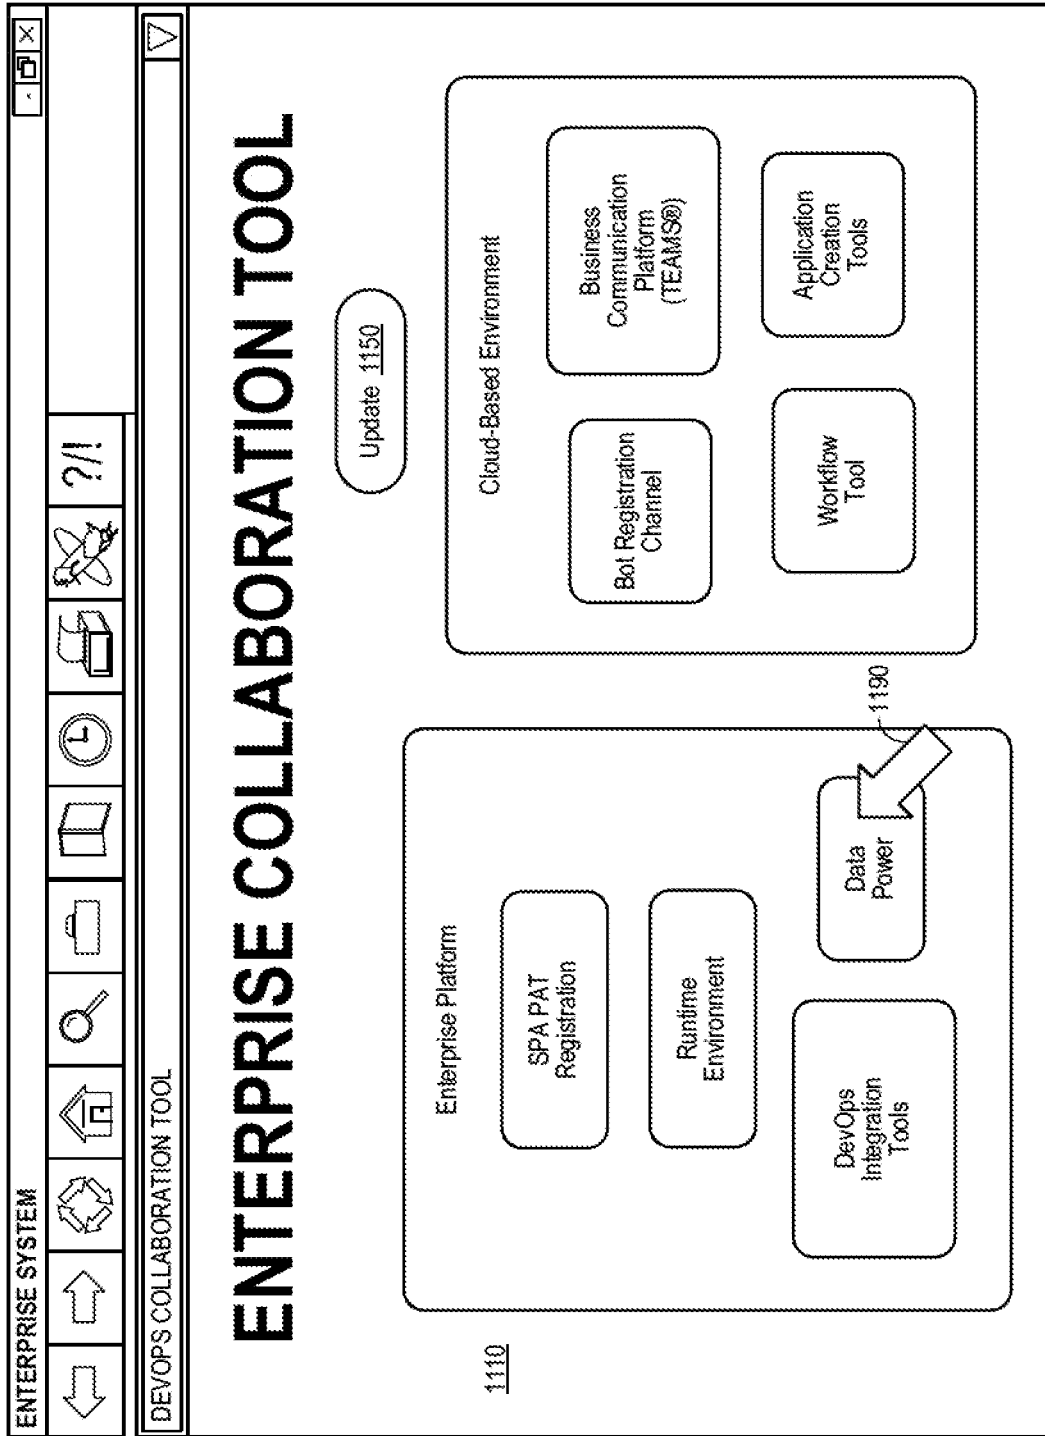 ENTERPRISE SYSTEM
?/!
DEVOPS COLLABORATION TOOL
ENTERPRISE COLLABORATION TOOL
Update 1150
1110
Enterprise Platform
SPA PAT
Registration
Runtime
Environment
DevOps
Integration
Tools
Data
Power
1190
Cloud-Based Environment
Bot Registration
Channel
Business
Communication
Platform
(TEAMS®)
Workflow
Tool
Application
Creation
Tools